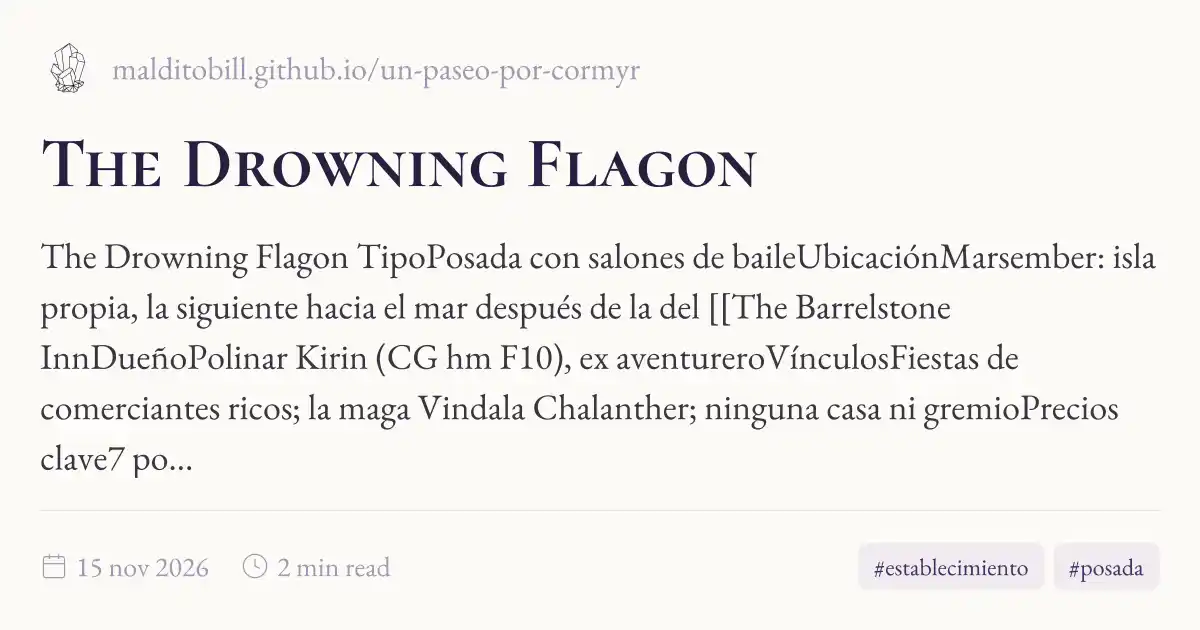 malditobill.github.io/un-paseo-por-cormyr
The Drowning Flagon
The Drowning Flagon TipoPosada con salones de baileUbicaciónMarsember: isla
propia, la siguiente hacia el mar después de la del [[The Barrelstone
InnDueñoPolinar Kirin (CG hm F10), ex aventureroVínculosFiestas de
comerciantes ricos; la maga Vindala Chalanther; ninguna casa ni gremioPrecios
clave7 po...
15 nov 2026
2 min read
#establecimiento
#posada